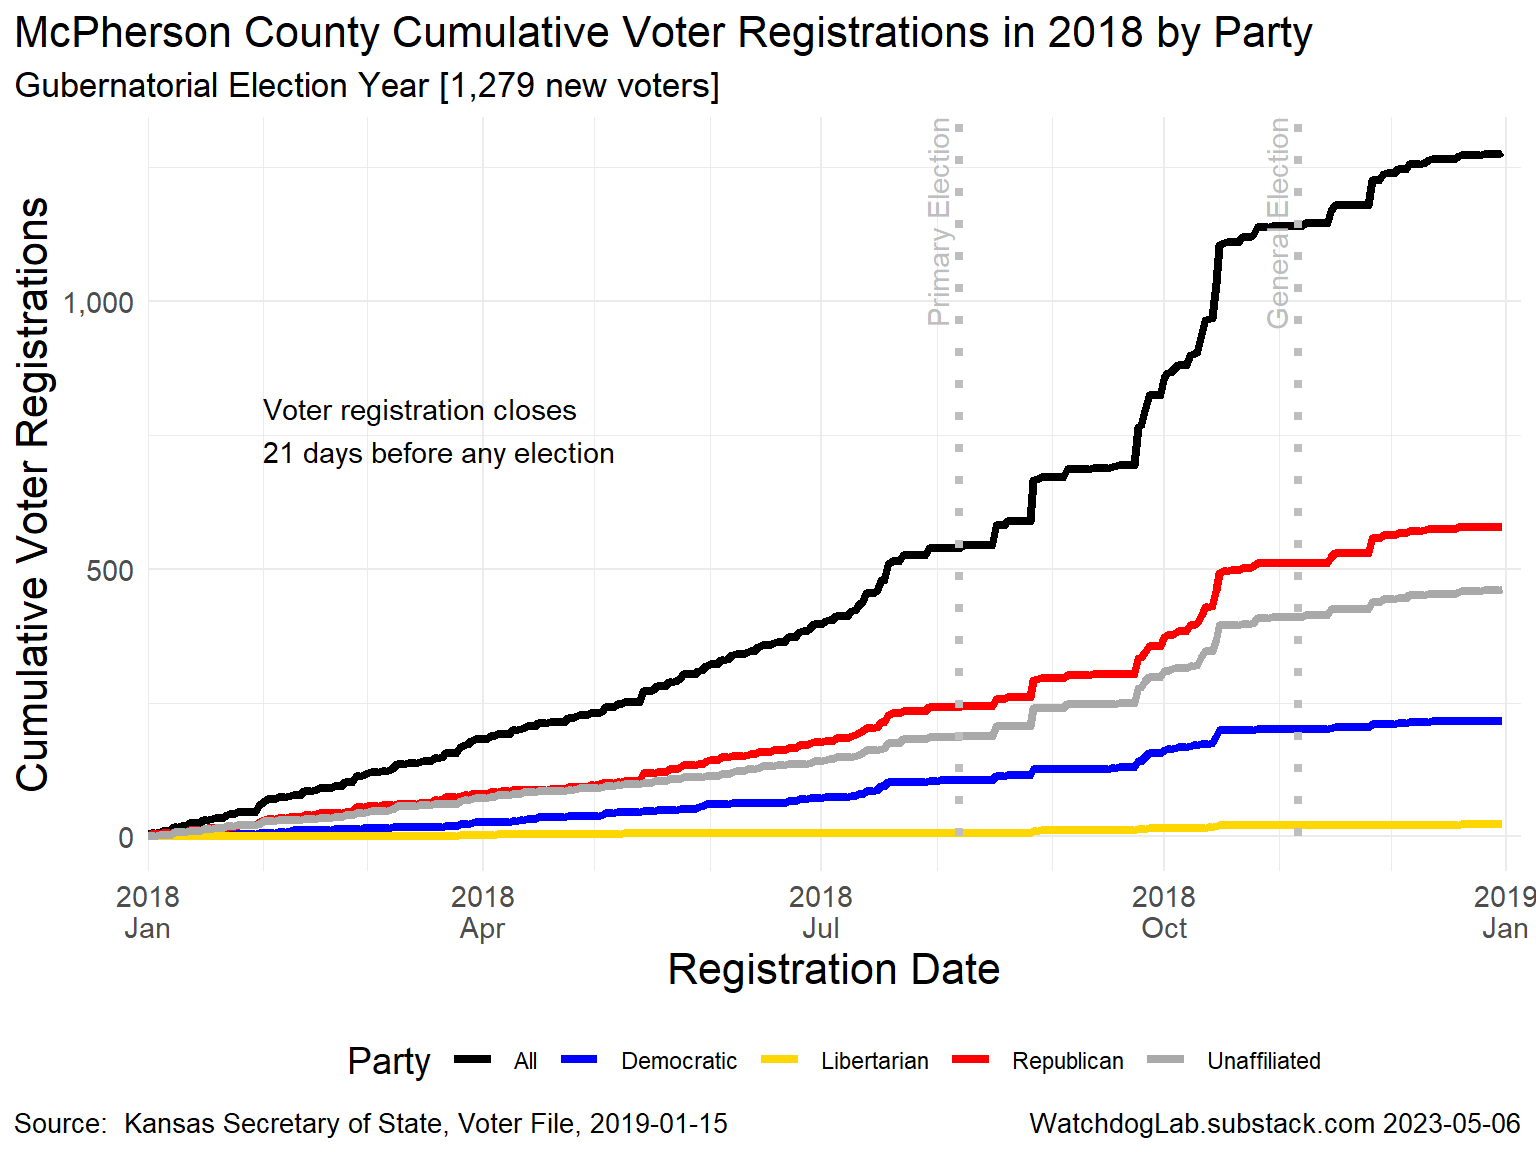 McPherson County Cumulative Voter Registrations in 2018 by Party
Gubernatorial Election Year [1,279 new voters]
Cumulative Voter Registrations
1,000
500
0
Voter registration closes
21 days before any election
Primary Election
General Election
2018
Jan
2018
Apr
2018
Jul
2018
Oct
2019
Jan
Registration Date
Party
All
Democratic
Libertarian
Republican
Unaffiliated
Source:  Kansas Secretary of State, Voter File, 2019-01-15
WatchdogLab.substack.com 2023-05-06